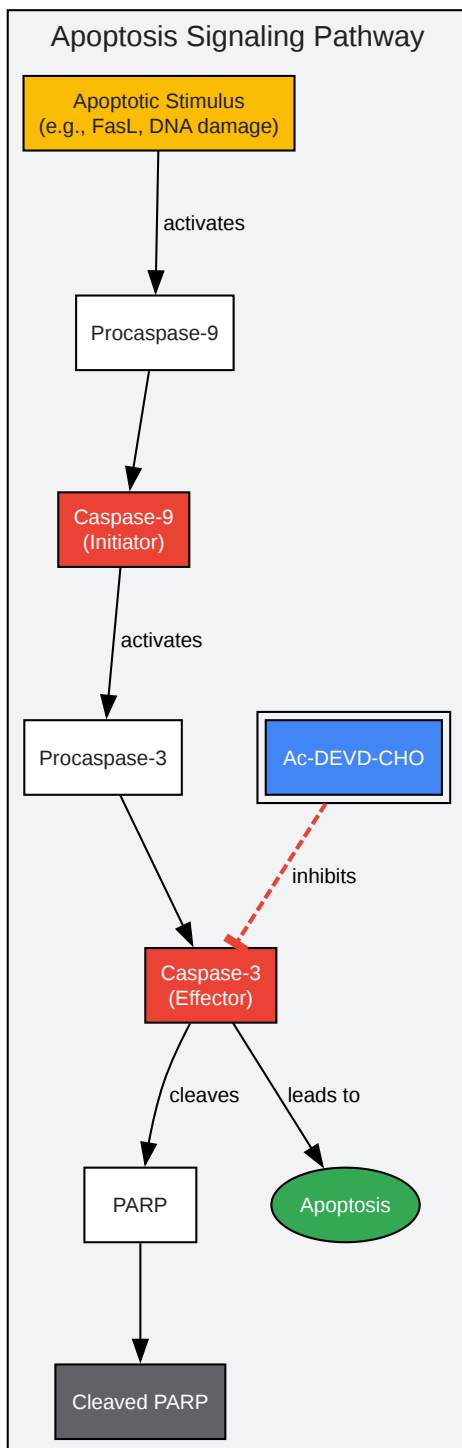 Apoptosis Signaling Pathway
Apoptotic Stimulus
(e.g., FasL, DNA damage)
activates
Procaspase-9
Caspase-9
(Initiator)
activates
Procaspase-3
Ac-DEVD-CHO
inhibits
Caspase-3
(Effector)
cleaves
leads to
PARP
Apoptosis
Cleaved PARP